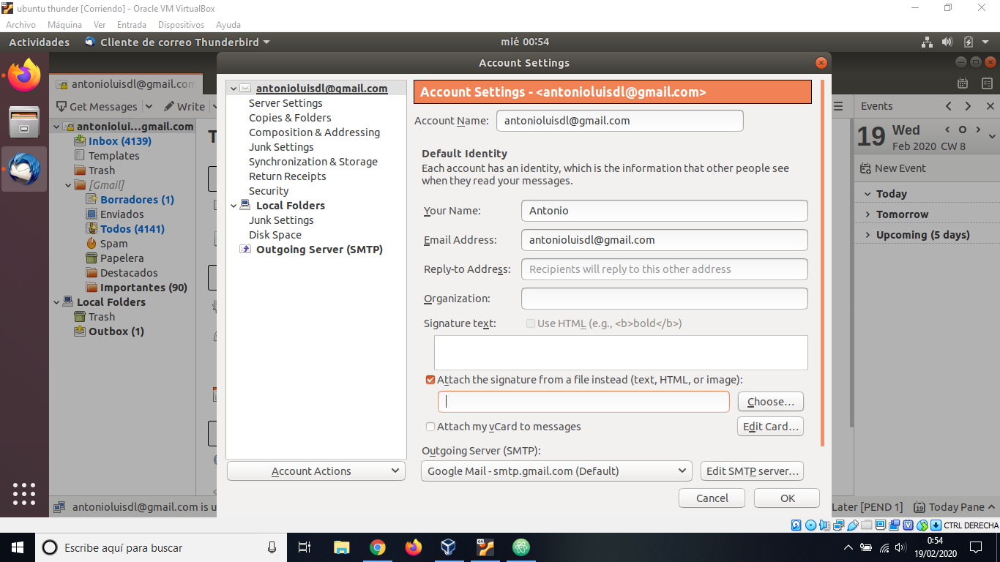 ubuntu thunder [Corriendo] - Oracle VM VirtualBox
Archivo Máquina Ver Entrada Dispositivos Ayuda
Actividades Cliente de correo Thunderbird mié 00:54
Account Settings
antonioluisdl@gmail.com
Get Messages Write
antoniolui...gmail.com
Inbox (4139)
Templates
Trash
[Gmail]
Borradores (1)
Enviados
Todos (4141)
Spam
Papelera
Destacados
Importantes (90)
Local Folders
Trash
Outbox (1)
antonioluisdl@gmail.com
Server Settings
Copies & Folders
Composition & Addressing
Junk Settings
Synchronization & Storage
Return Receipts
Security
Local Folders
Junk Settings
Disk Space
Outgoing Server (SMTP)
Account Actions
Account Settings - <antonioluisdl@gmail.com>
Account Name: antonioluisdl@gmail.com
Default Identity
Each account has an identity, which is the information that other people see
when they read your messages.
Your Name: Antonio
Email Address: antonioluisdl@gmail.com
Reply-to Address: Recipients will reply to this other address
Organization:
Signature text: Use HTML (e.g., <b>bold</b>)
Attach the signature from a file instead (text, HTML, or image):
Choose...
Attach my vCard to messages Edit Card...
Outgoing Server (SMTP):
Google Mail - smtp.gmail.com (Default) Edit SMTP server...
Cancel OK
Events
19 Wed
Feb 2020 CW 8
New Event
Today
Tomorrow
Upcoming (5 days)
antonioluisdl@gmail.com is u
Later [PEND 1] 19 Today Pane
CTRL DERECHA
Escribe aquí para buscar
0:54
19/02/2020